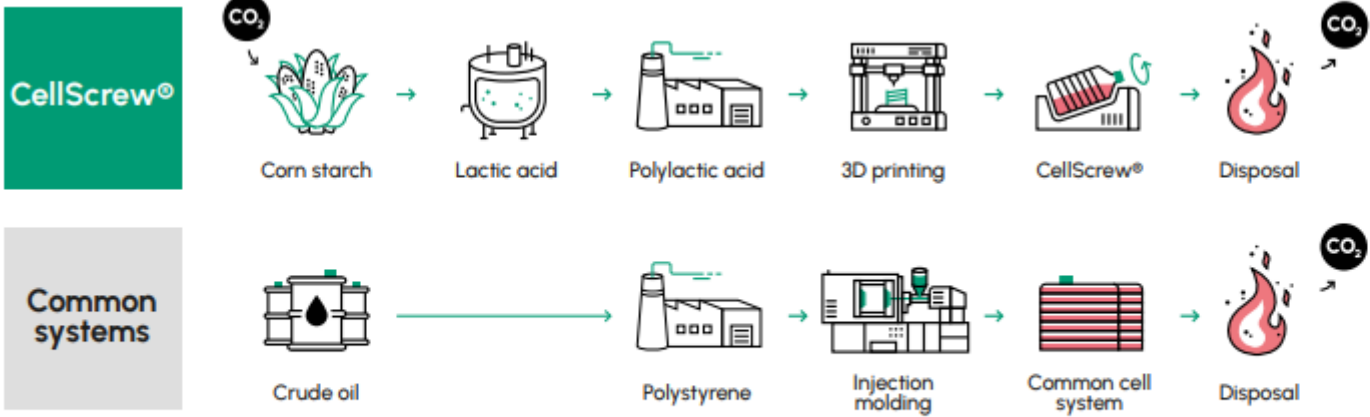 CO₂
CO₂
CellScrew®
Corn starch
Lactic acid
Polylactic acid
3D printing
CellScrew®
Disposal
CO₂
Common
systems
Crude oil
Polystyrene
Injection
molding
Common cell
system
Disposal